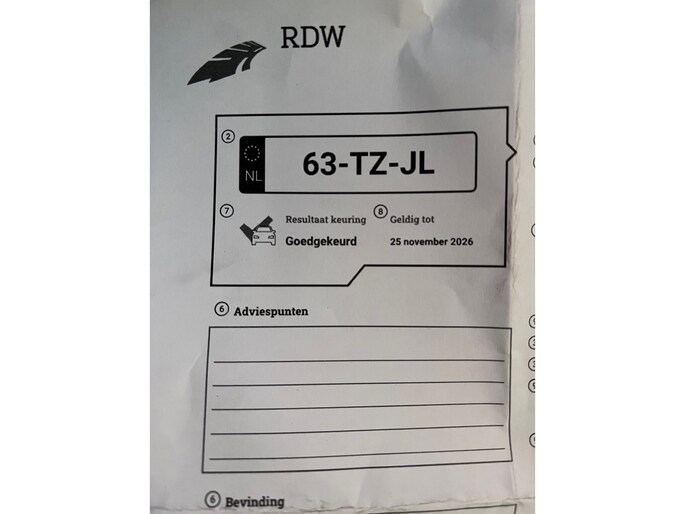 RDW
2
NL
63-TZ-JL
7 Resultaat keuring
Goedgekeurd
8 Geldig tot
25 november 2026
6 Adviespunten
6 Bevinding